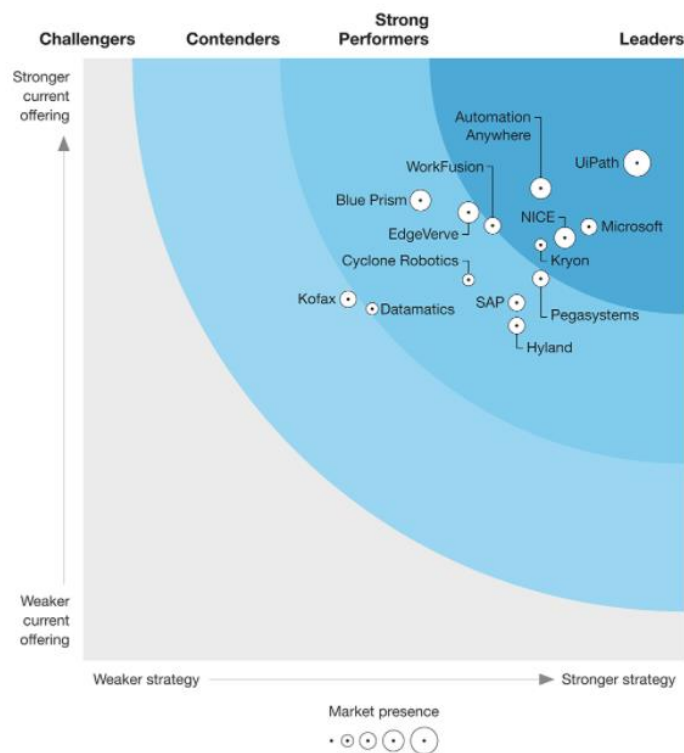 Challengers
Contenders
Strong
Performers
Leaders
Stronger
current
offering
Automation
Anywhere
UiPath
WorkFusion
Blue Prism
NICE
Microsoft
EdgeVerve
Cyclone Robotics
Kryon
Kofax
Datamatics
SAP
Pegasystems
Hyland
Weaker
current
offering
Weaker strategy
Stronger strategy
Market presence